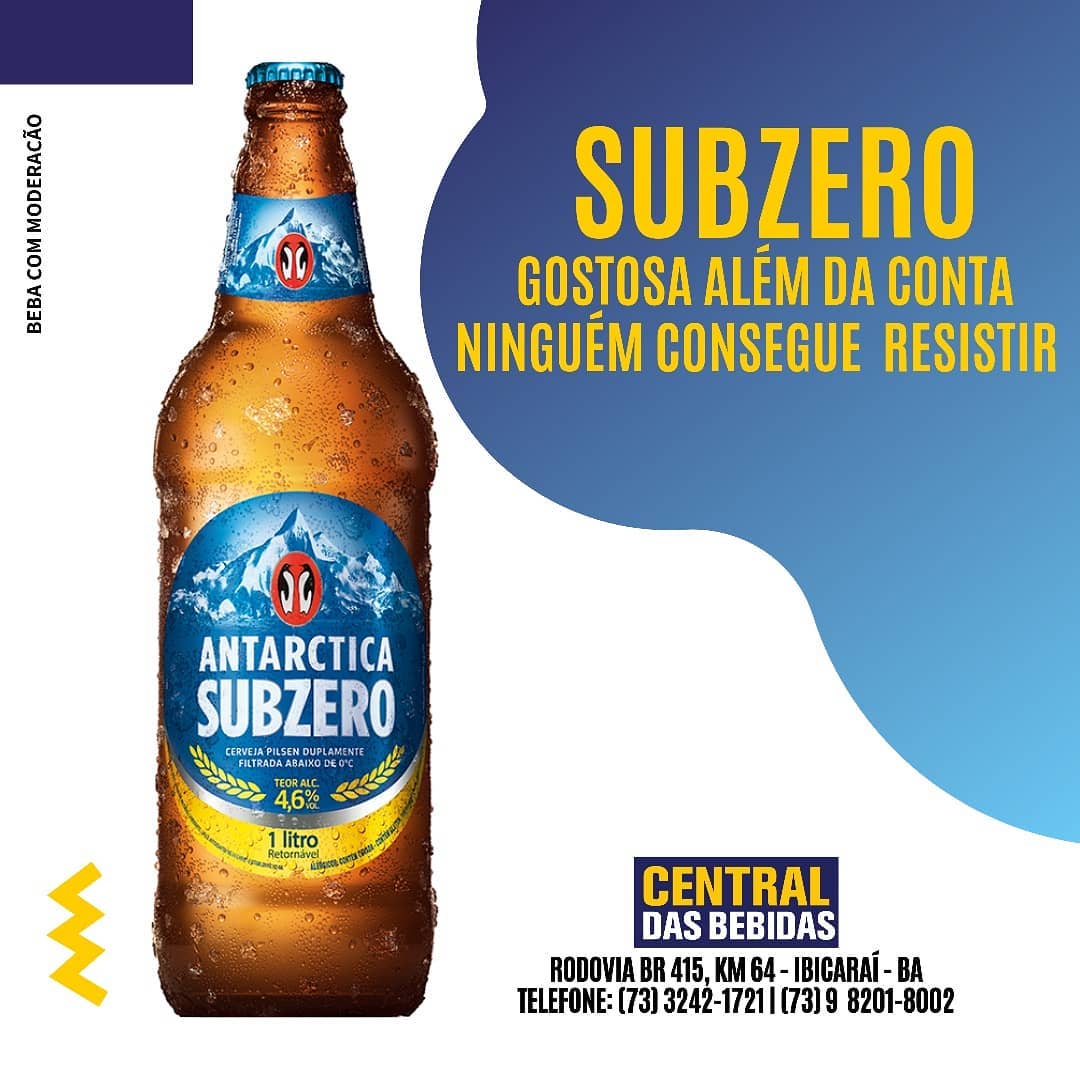 BEBA COM MODERACÃO
SUBZERO
GOSTOSA ALÉM DA CONTA
NINGUÉM CONSEGUE RESISTIR
ANTARCTICA
SUBZERO
CERVEJA PILSEN DUPLAMENTE
FILTRADA ABAIXO DE 0°C
TEOR ALC.
4,6% VOL.
1 litro
Retornável
CENTRAL
DAS BEBIDAS
RODOVIA BR 415, KM 64 - IBICARAÍ - BA
TELEFONE: (73) 3242-1721 | (73) 9 8201-8002